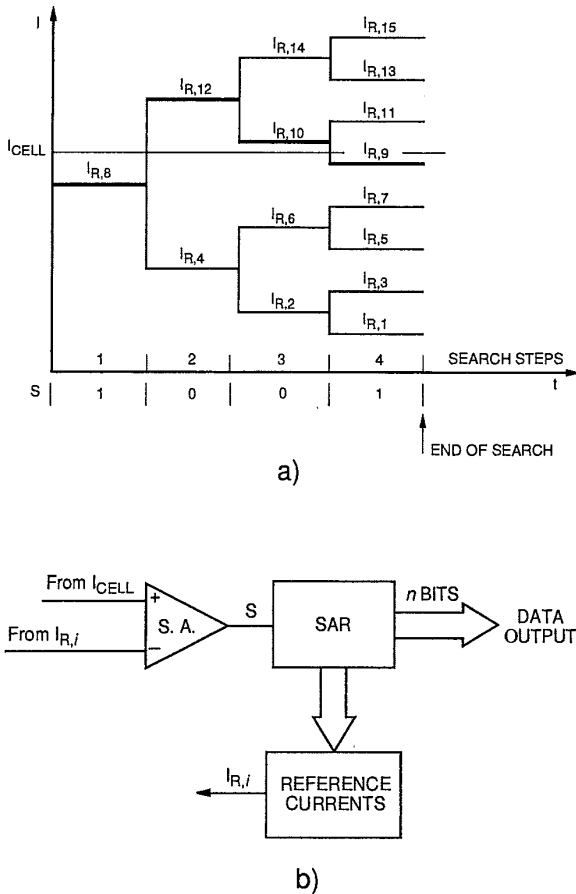 I
I_R,15
I_R,14
I_R,13
I_R,12
I_R,11
I_R,10
I_CELL
I_R,9
I_R,8
I_R,7
I_R,6
I_R,5
I_R,4
I_R,3
I_R,2
I_R,1
1 2 3 4 SEARCH STEPS
t
S 1 0 0 1
END OF SEARCH
a)
From I_CELL
+
S. A.
S
SAR
n BITS
DATA
OUTPUT
From I_R,i
−
I_R,i
REFERENCE
CURRENTS
b)